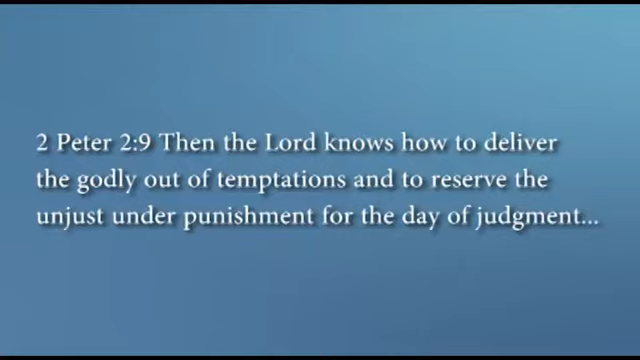 2 Peter 2:9 Then the Lord knows how to deliver
the godly out of temptations and to reserve the
unjust under punishment for the day of judgment...